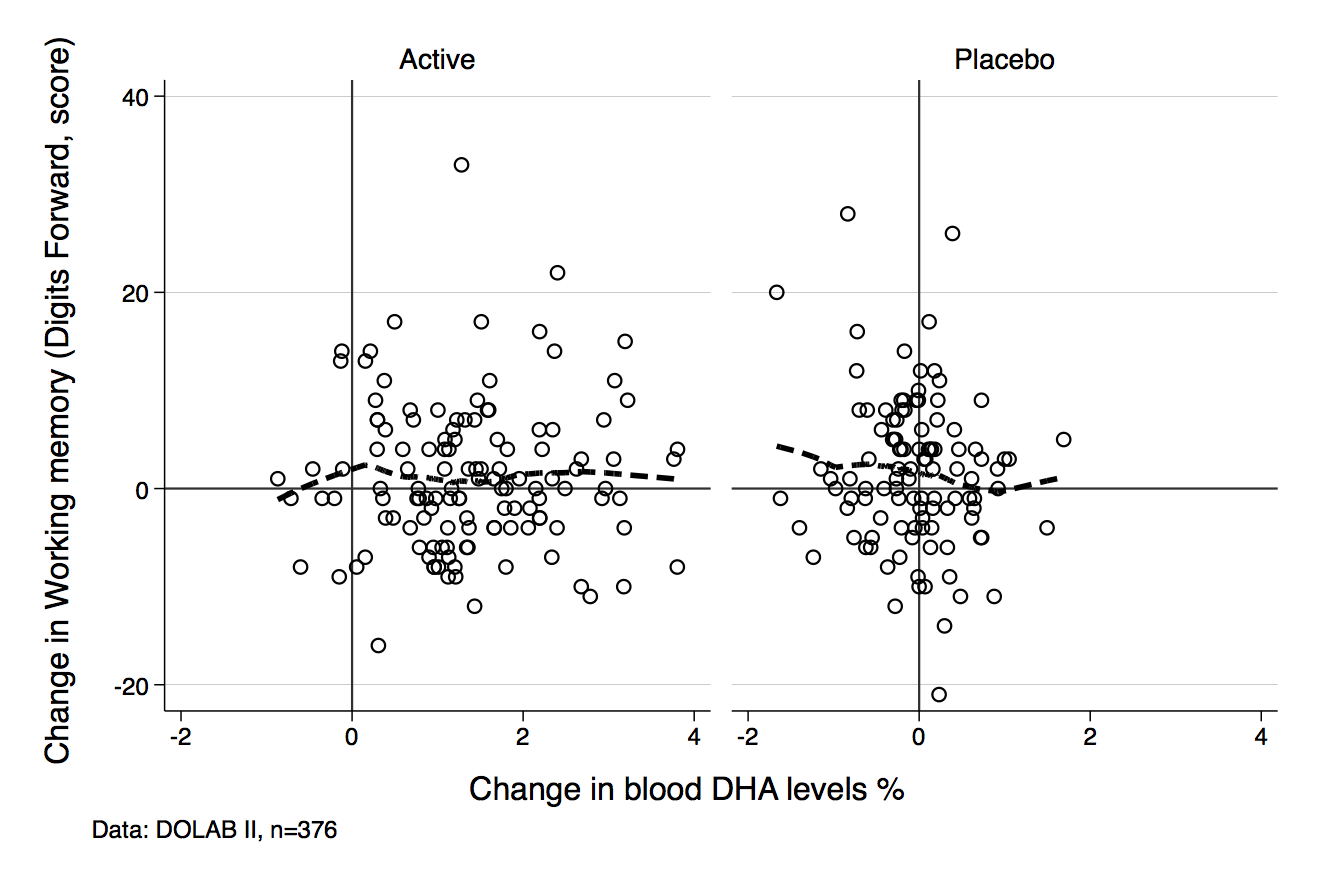 Active Placebo
Change in Working memory (Digits Forward, score)
40
20
0
-20
-2 0 2 4 -2 0 2 4
Change in blood DHA levels %
Data: DOLAB II, n=376